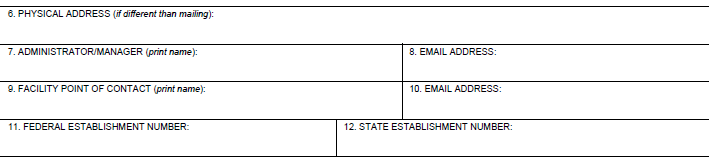 6. PHYSICAL ADDRESS (if different than mailing):
7. ADMINISTRATOR/MANAGER (print name):
8. EMAIL ADDRESS:
9. FACILITY POINT OF CONTACT (print name):
10. EMAIL ADDRESS:
11. FEDERAL ESTABLISHMENT NUMBER:
12. STATE ESTABLISHMENT NUMBER: